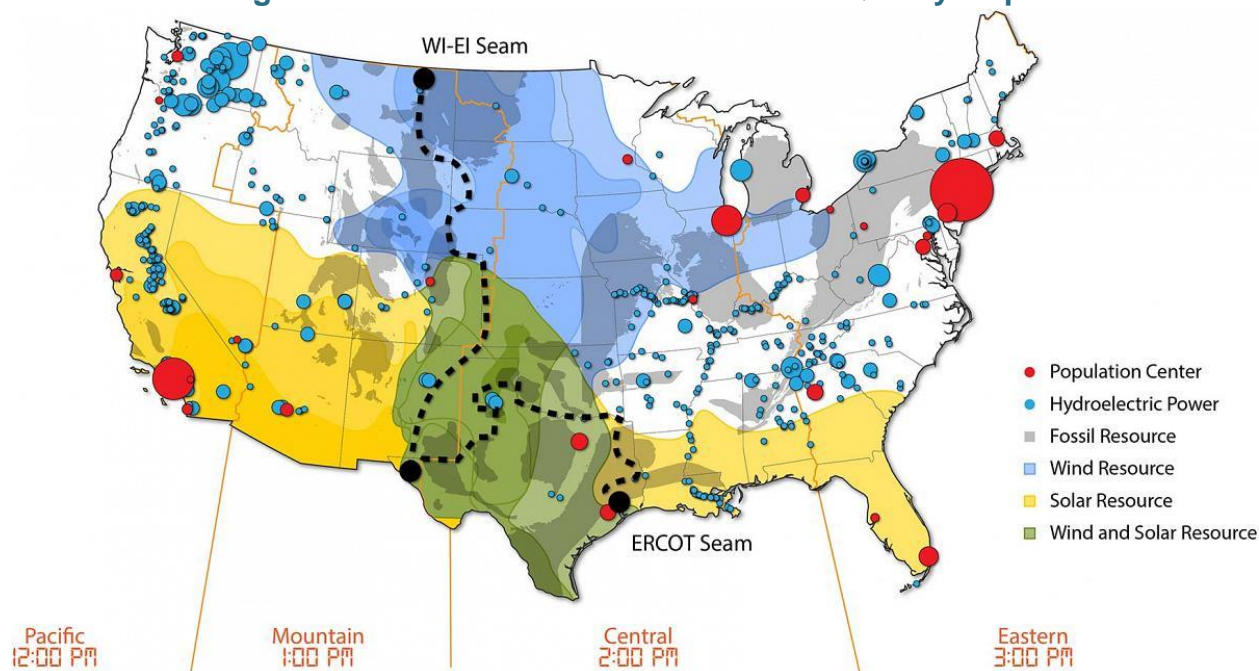 WI-EI Seam
Population Center
Hydroelectric Power
Fossil Resource
Wind Resource
Solar Resource
Wind and Solar Resource
ERCOT Seam
Pacific
12:00 PM
Mountain
1:00 PM
Central
2:00 PM
Eastern
3:00 PM